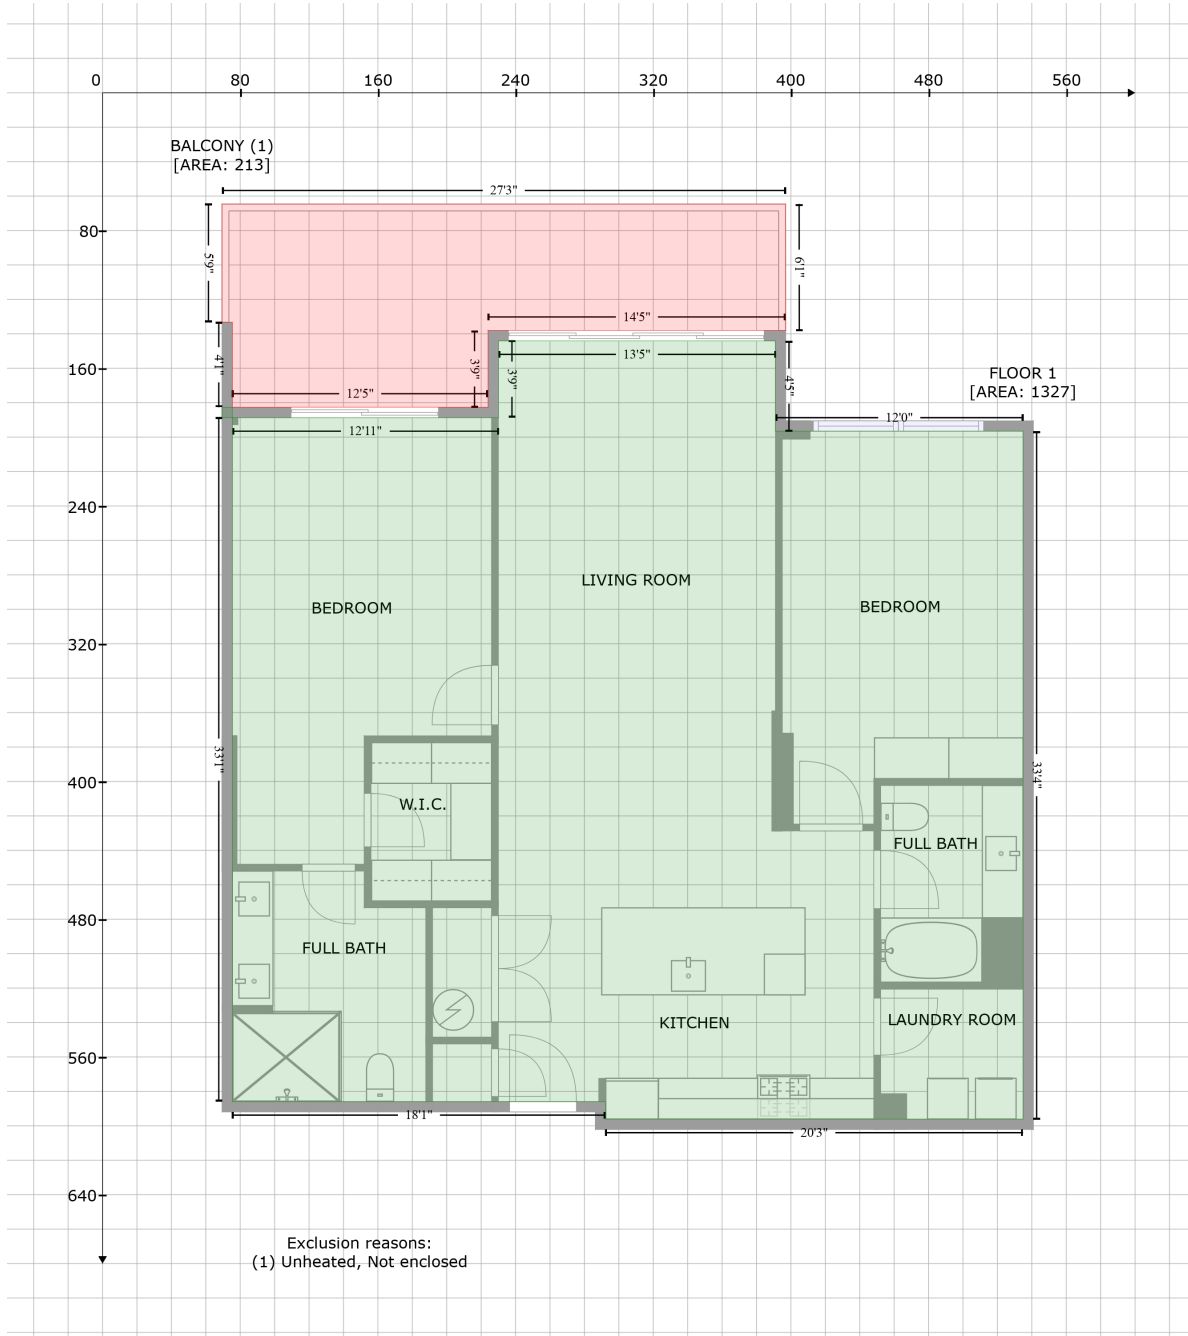 0 80 160 240 320 400 480 560
BALCONY (1)
[AREA: 213]
27'3"
80
5'9"
6'1"
14'5"
13'5"
4'1"
3'9"
3'9"
4'5"
160
FLOOR 1
[AREA: 1327]
12'5"
12'0"
12'11"
240
LIVING ROOM
BEDROOM
BEDROOM
320
33'1"
33'4"
400
W.I.C.
FULL BATH
480
FULL BATH
LAUNDRY ROOM
KITCHEN
560
18'1"
20'3"
640
Exclusion reasons:
(1) Unheated, Not enclosed